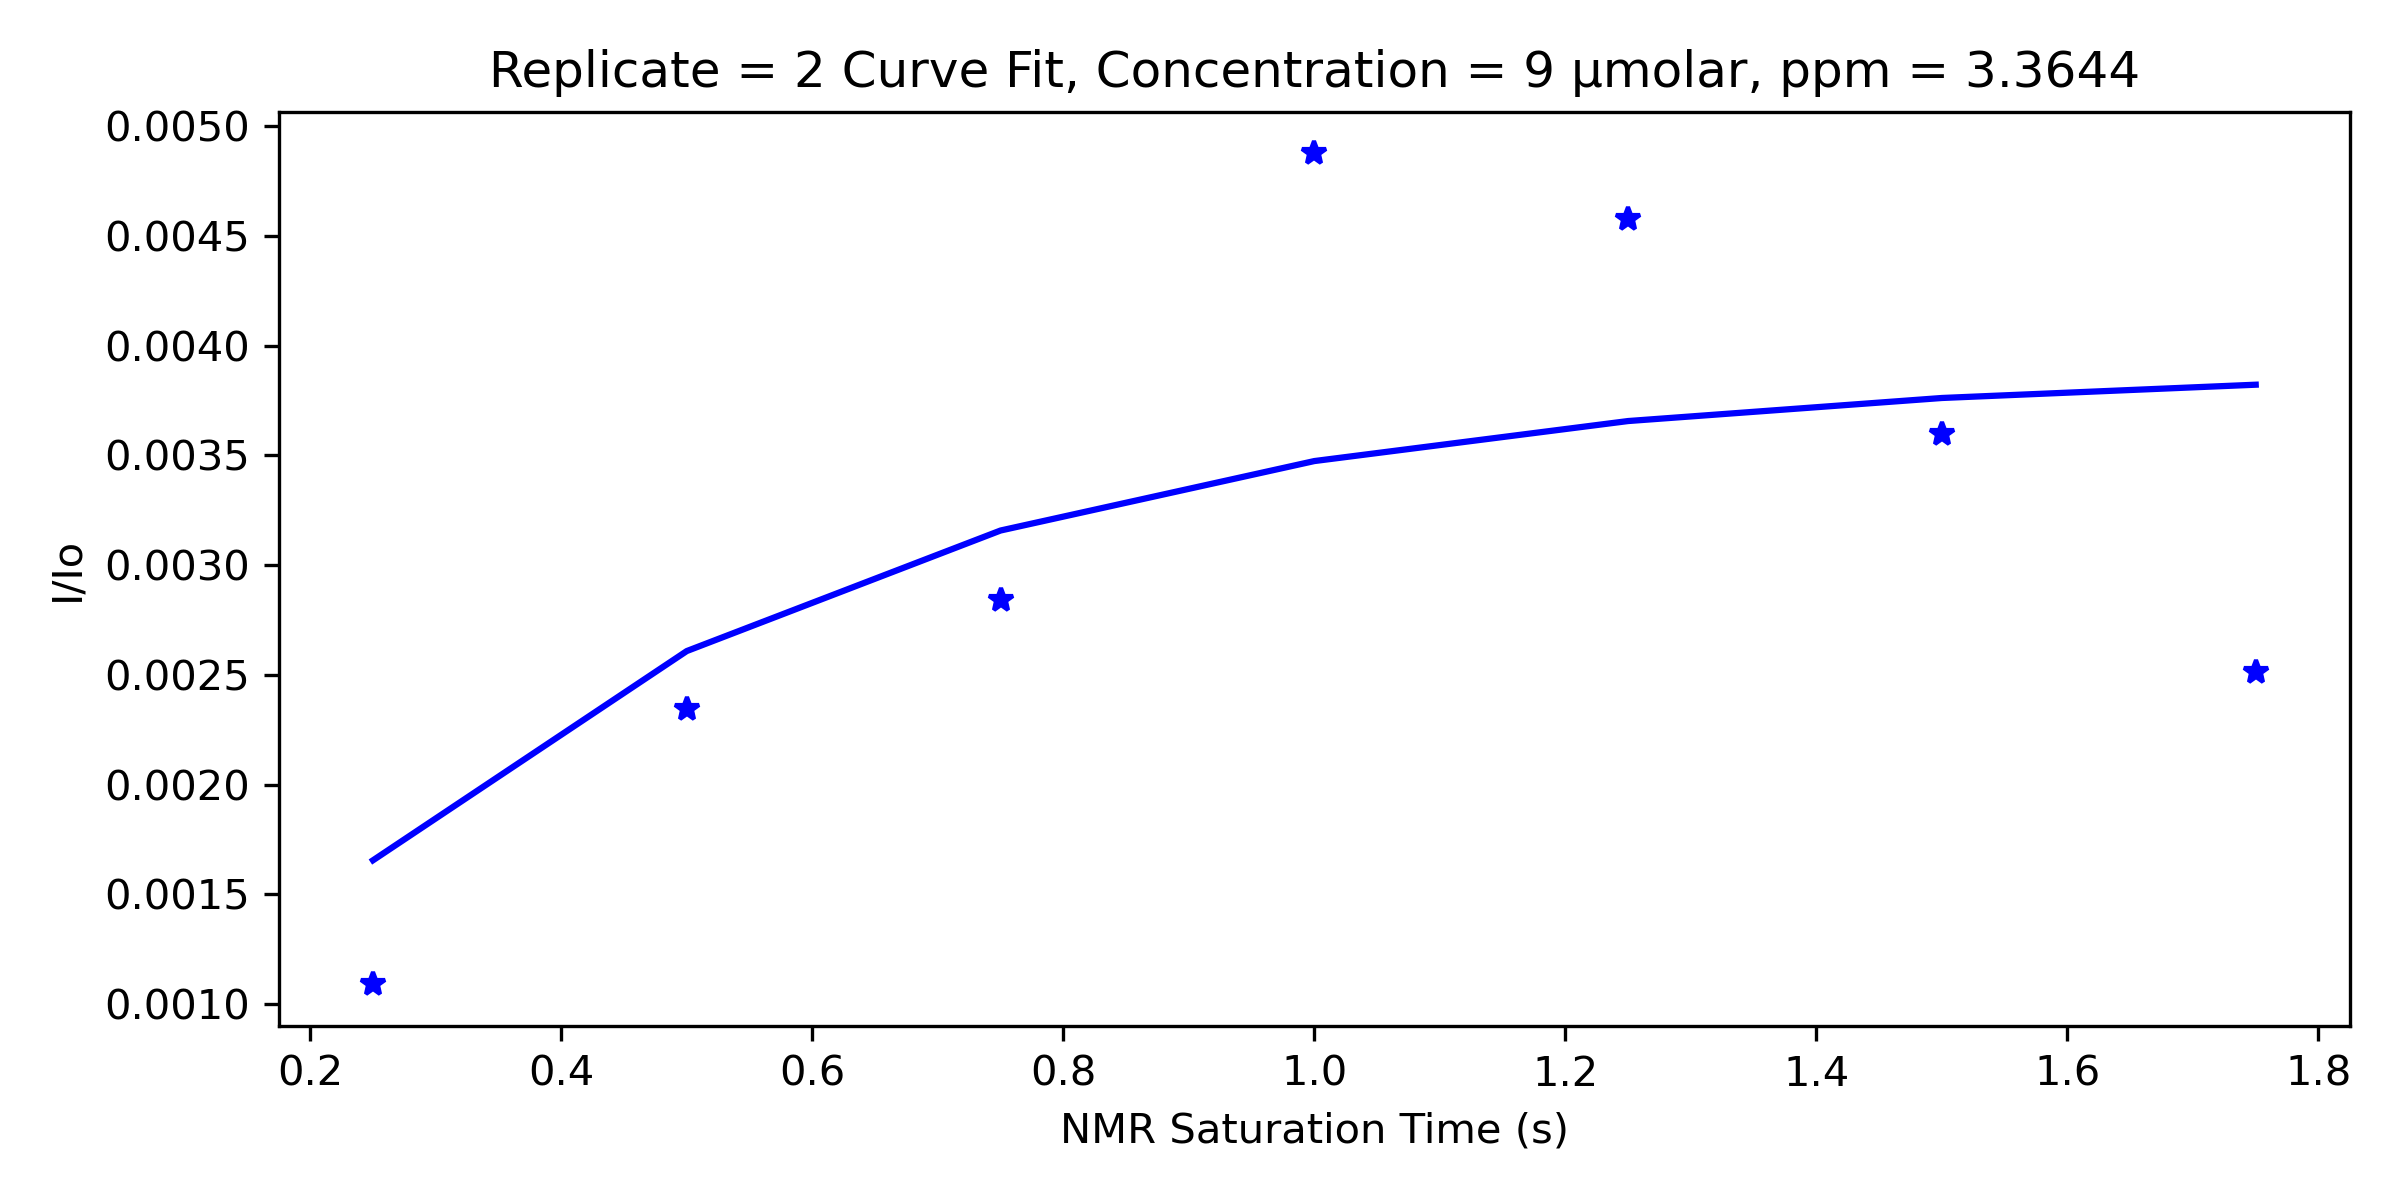 Replicate = 2 Curve Fit, Concentration = 9 μmolar, ppm = 3.3644
0.0050
0.0045
0.0040
0.0035
0.0030
0.0025
0.0020
0.0015
0.0010
I/Io
0.2 0.4 0.6 0.8 1.0 1.2 1.4 1.6 1.8
NMR Saturation Time (s)